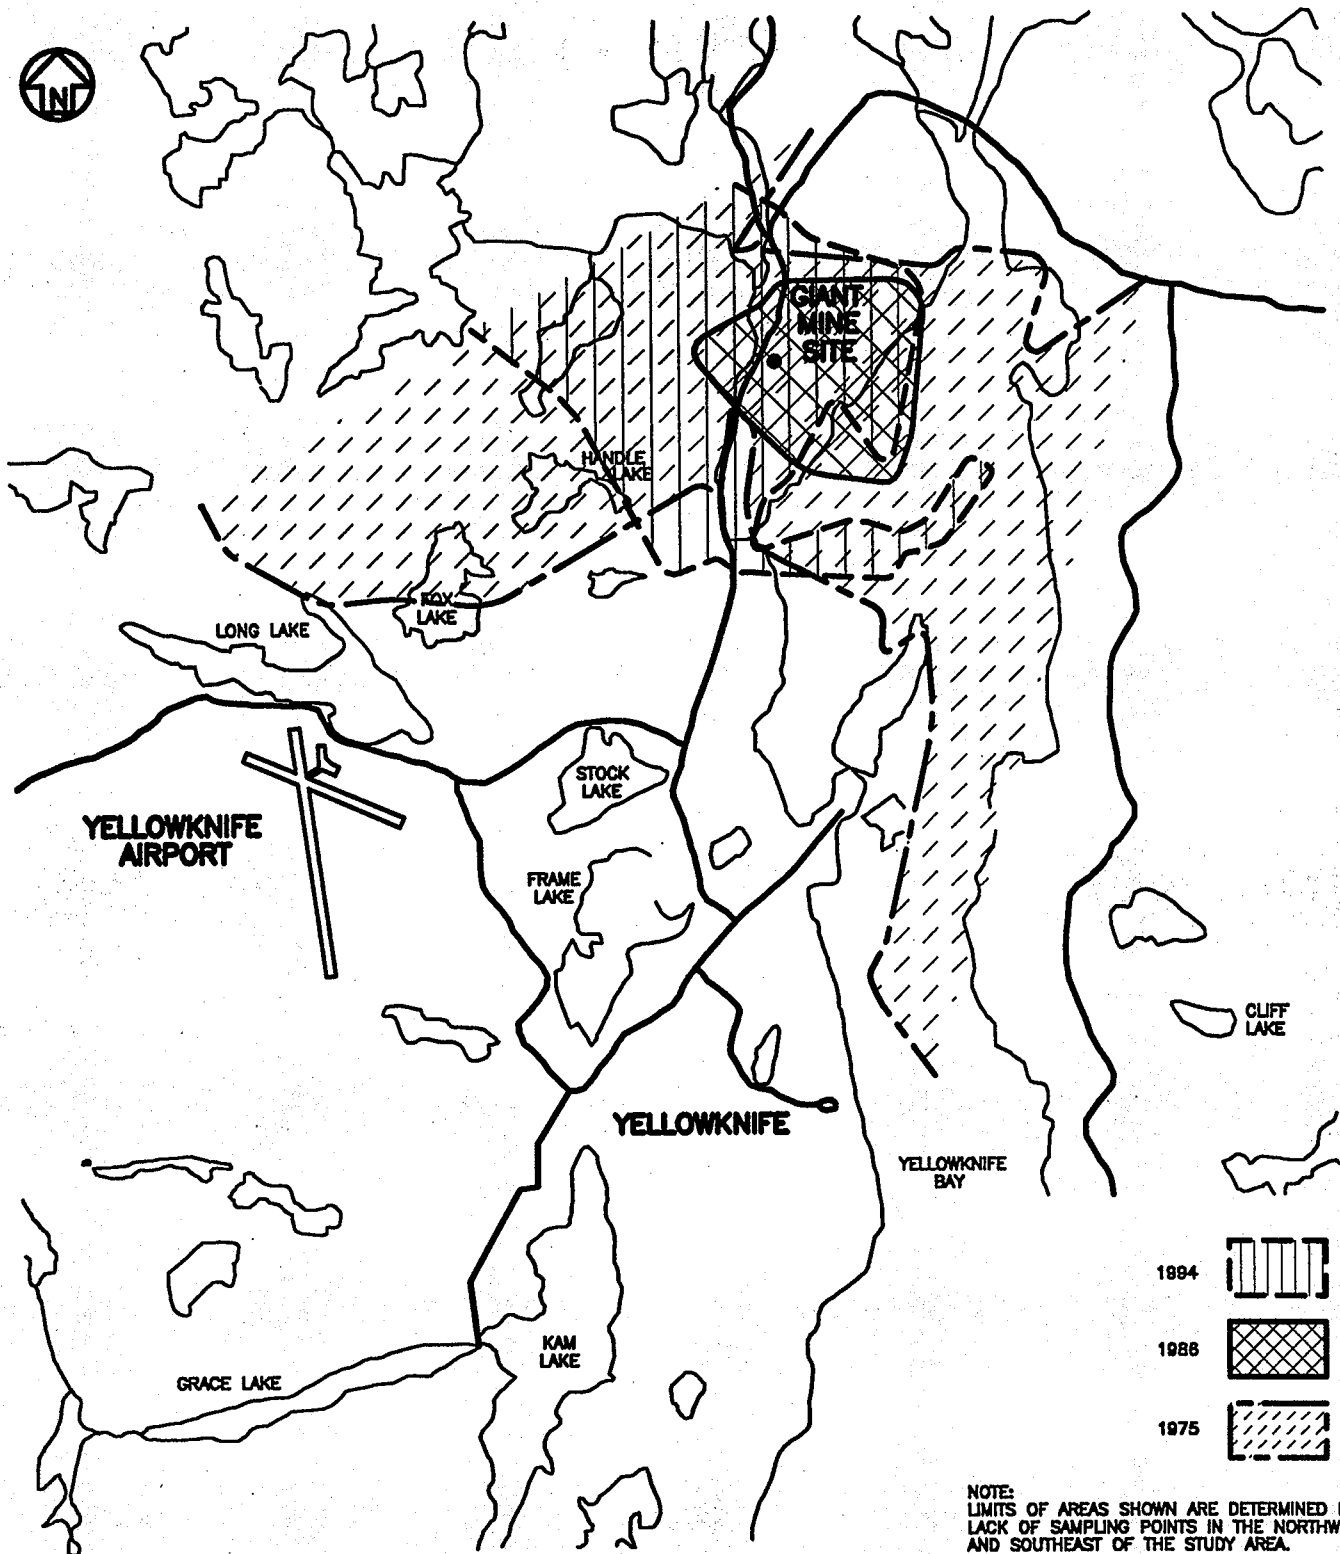 N
GIANT
MINE
SITE
HANDLE
LAKE
FOX
LAKE
LONG LAKE
STOCK
LAKE
YELLOWKNIFE
AIRPORT
FRAME
LAKE
CLIFF
LAKE
YELLOWKNIFE
YELLOWKNIFE
BAY
1994
KAM
LAKE
1986
GRACE LAKE
1975
NOTE:
LIMITS OF AREAS SHOWN ARE DETERMINED
LACK OF SAMPLING POINTS IN THE NORTHW
AND SOUTHEAST OF THE STUDY AREA.